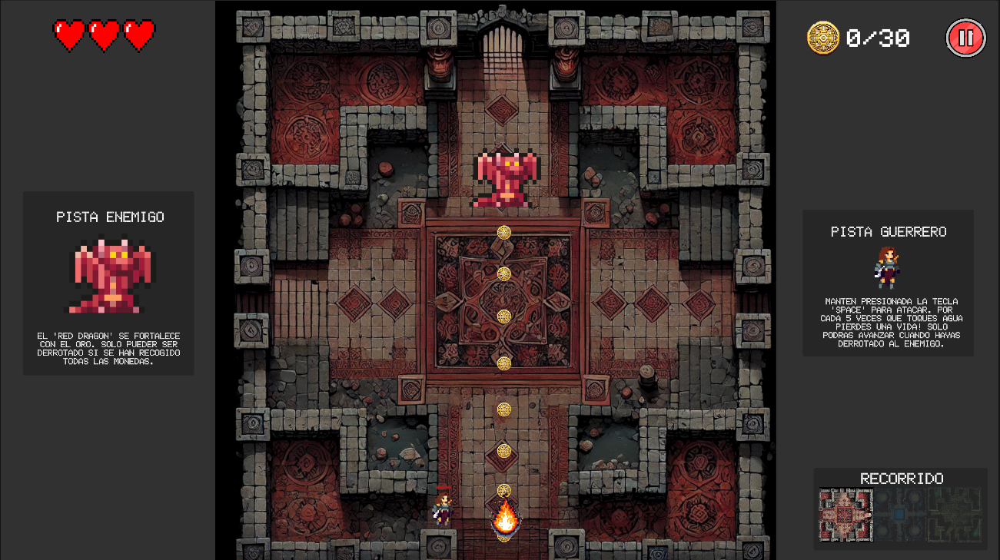 0/30
PISTA ENEMIGO
EL 'RED DRAGON' SE FORTALECE
CON EL ORO. SOLO PUEDER SER
DERROTADO SI SE HAN RECOGIDO
TODAS LAS MONEDAS.
PISTA GUERRERO
MANTEN PRESIONADA LA TECLA
'SPACE' PARA ATACAR. POR
CADA 5 VECES QUE TOQUES AGUA
PIERDES UNA VIDA! SOLO
PODRAS AVANZAR CUANDO HAYAS
DERROTADO AL ENEMIGO.
RECORRIDO